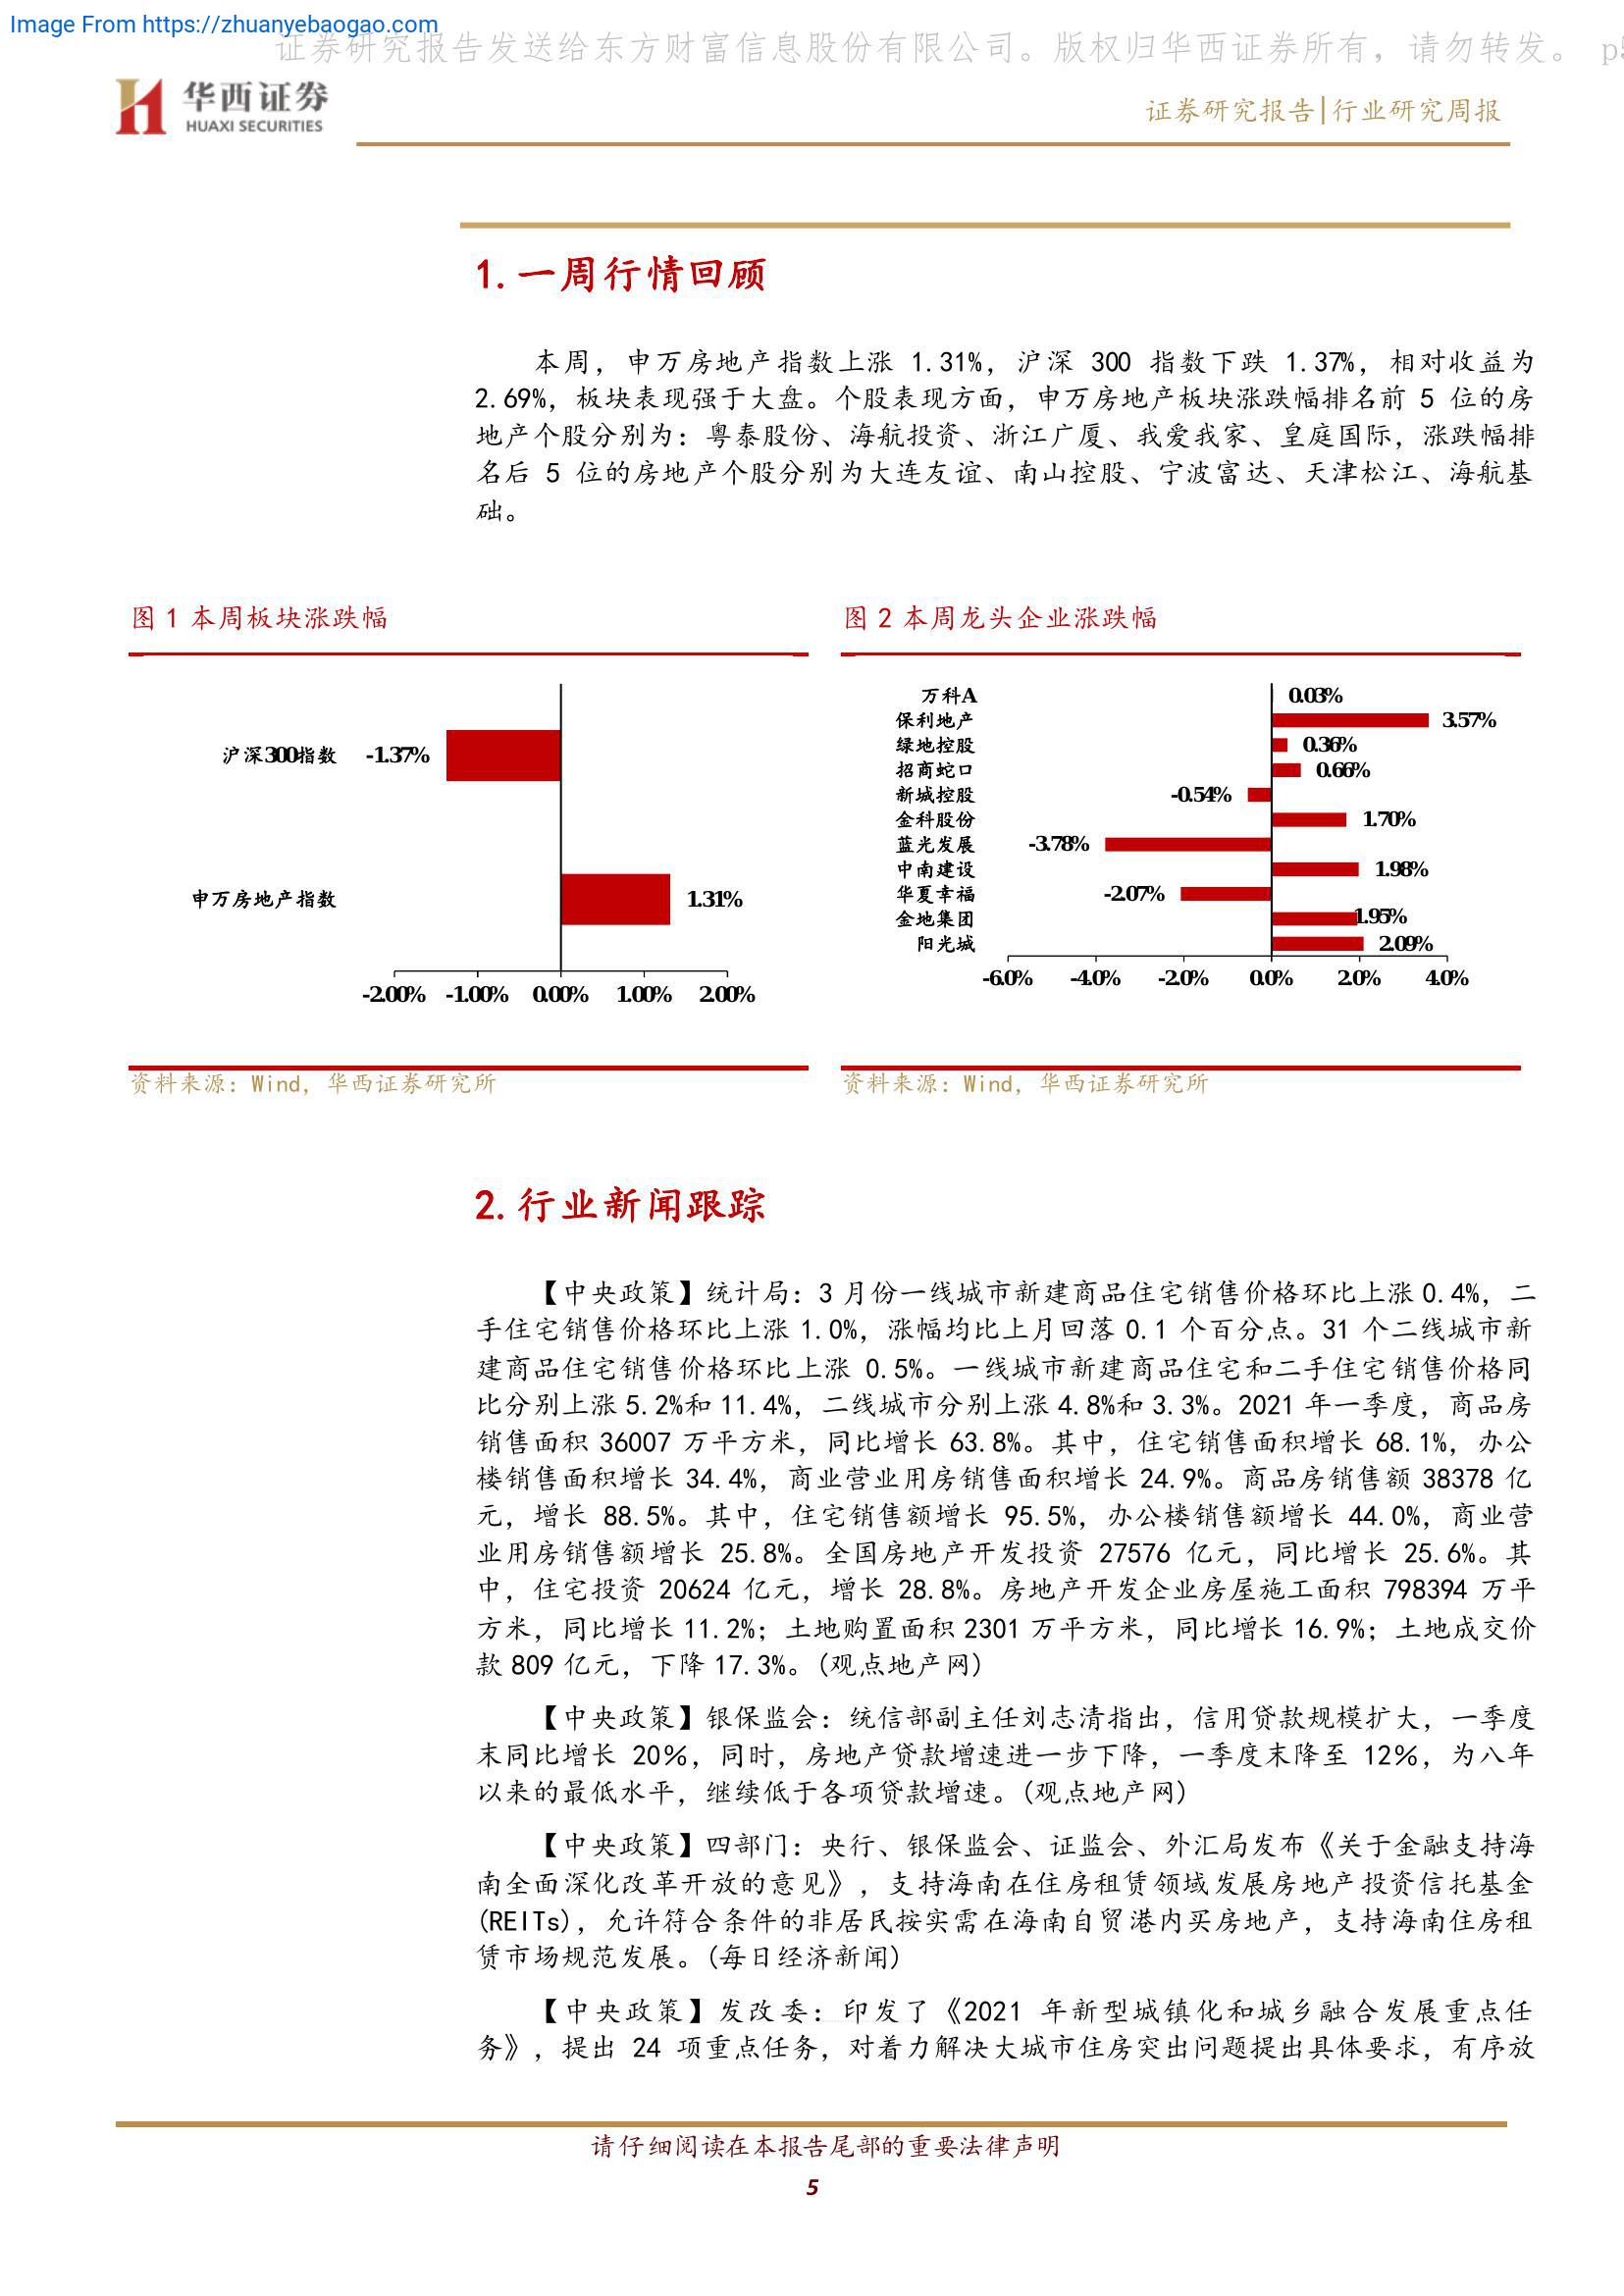 Image From https://zhuanyebaogao.com
证券研究报告发送给东方财富信息股份有限公司。版权归华西证券所有，请勿转发。 p5
华西证券
HUAXI SECURITIES
证券研究报告|行业研究周报
1.一周行情回顾
本周，申万房地产指数上涨 1.31%，沪深 300 指数下跌 1.37%，相对收益为
2.69%，板块表现强于大盘。个股表现方面，申万房地产板块涨跌幅排名前 5 位的房
地产个股分别为：粤泰股份、海航投资、浙江广厦、我爱我家、皇庭国际，涨跌幅排
名后 5 位的房地产个股分别为大连友谊、南山控股、宁波富达、天津松江、海航基
础。
图 1 本周板块涨跌幅
沪深300指数 -1.37%
申万房地产指数 1.31%
-2.00% -1.00% 0.00% 1.00% 2.00%
资料来源：Wind，华西证券研究所
图 2 本周龙头企业涨跌幅
万科A 0.03%
保利地产 3.57%
绿地控股 0.36%
招商蛇口 0.66%
新城控股 -0.54%
金科股份 1.70%
蓝光发展 -3.78%
中南建设 1.98%
华夏幸福 -2.07%
金地集团 1.95%
阳光城 2.09%
-6.0% -4.0% -2.0% 0.0% 2.0% 4.0%
资料来源：Wind，华西证券研究所
2.行业新闻跟踪
【中央政策】统计局：3 月份一线城市新建商品住宅销售价格环比上涨 0.4%，二
手住宅销售价格环比上涨 1.0%，涨幅均比上月回落 0.1 个百分点。31 个二线城市新
建商品住宅销售价格环比上涨 0.5%。一线城市新建商品住宅和二手住宅销售价格同
比分别上涨 5.2%和 11.4%，二线城市分别上涨 4.8%和 3.3%。2021 年一季度，商品房
销售面积 36007 万平方米，同比增长 63.8%。其中，住宅销售面积增长 68.1%，办公
楼销售面积增长 34.4%，商业营业用房销售面积增长 24.9%。商品房销售额 38378 亿
元，增长 88.5%。其中，住宅销售额增长 95.5%，办公楼销售额增长 44.0%，商业营
业用房销售额增长 25.8%。全国房地产开发投资 27576 亿元，同比增长 25.6%。其
中，住宅投资 20624 亿元，增长 28.8%。房地产开发企业房屋施工面积 798394 万平
方米，同比增长 11.2%；土地购置面积 2301 万平方米，同比增长 16.9%；土地成交价
款 809 亿元，下降 17.3%。(观点地产网)
【中央政策】银保监会：统信部副主任刘志清指出，信用贷款规模扩大，一季度
末同比增长 20%，同时，房地产贷款增速进一步下降，一季度末降至 12%，为八年
以来的最低水平，继续低于各项贷款增速。(观点地产网)
【中央政策】四部门：央行、银保监会、证监会、外汇局发布《关于金融支持海
南全面深化改革开放的意见》，支持海南在住房租赁领域发展房地产投资信托基金
(REITs)，允许符合条件的非居民按实需在海南自贸港内买房地产，支持海南住房租
赁市场规范发展。(每日经济新闻)
【中央政策】发改委：印发了《2021 年新型城镇化和城乡融合发展重点任
务》，提出 24 项重点任务，对着力解决大城市住房突出问题提出具体要求，有序放
请仔细阅读在本报告尾部的重要法律声明
5